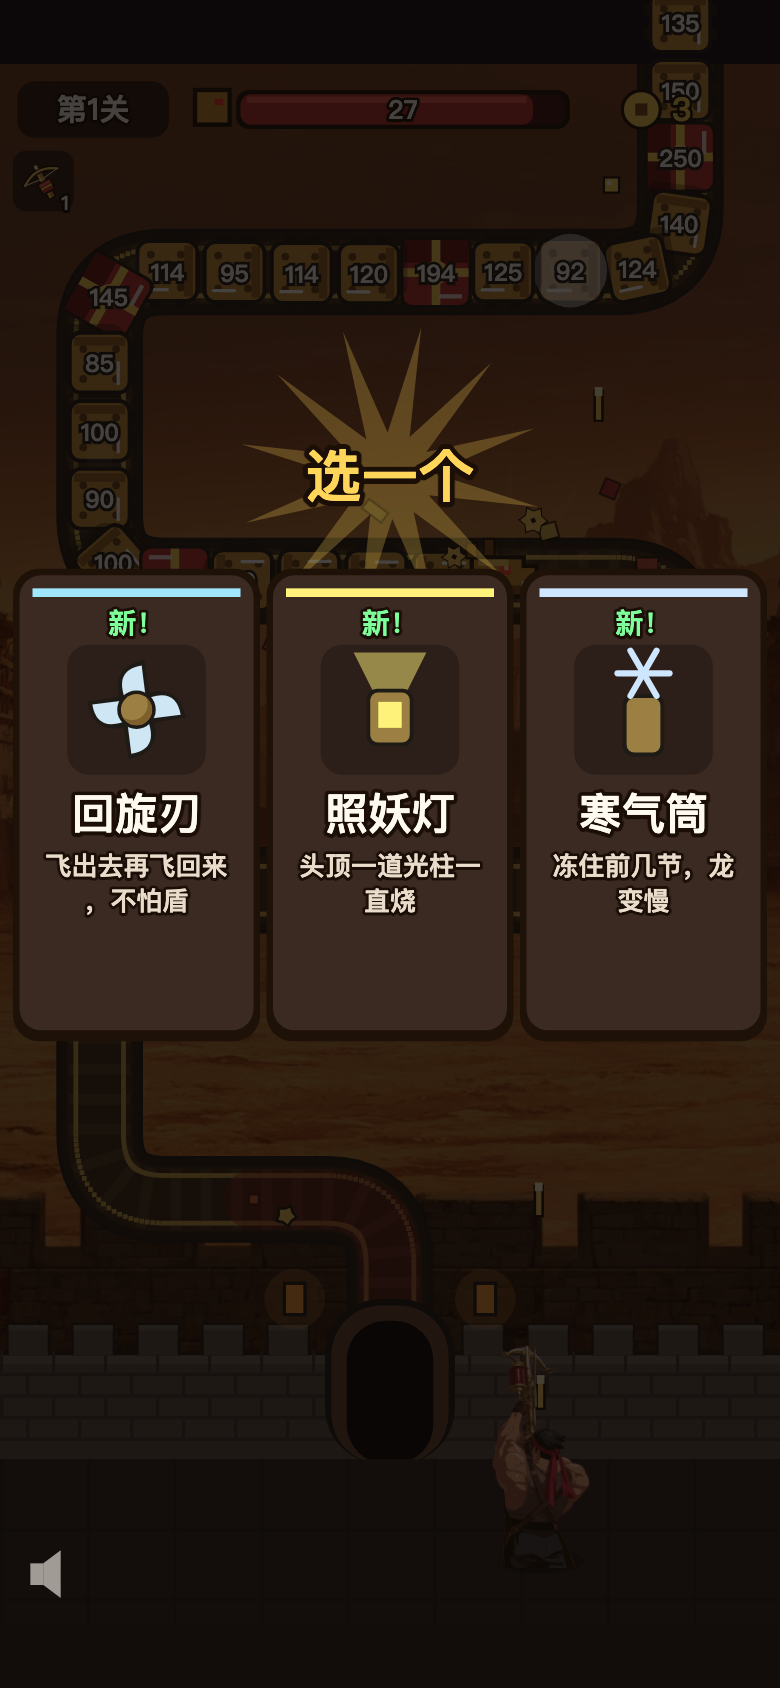 135
第1关
27
150
3
250
1
140
114
95
114
120
194
125
92
124
145
85
100
90
100
选一个
新!
新!
新!
回旋刃
照妖灯
寒气筒
飞出去再飞回来
，不怕盾
头顶一道光柱一
直烧
冻住前几节，龙
变慢